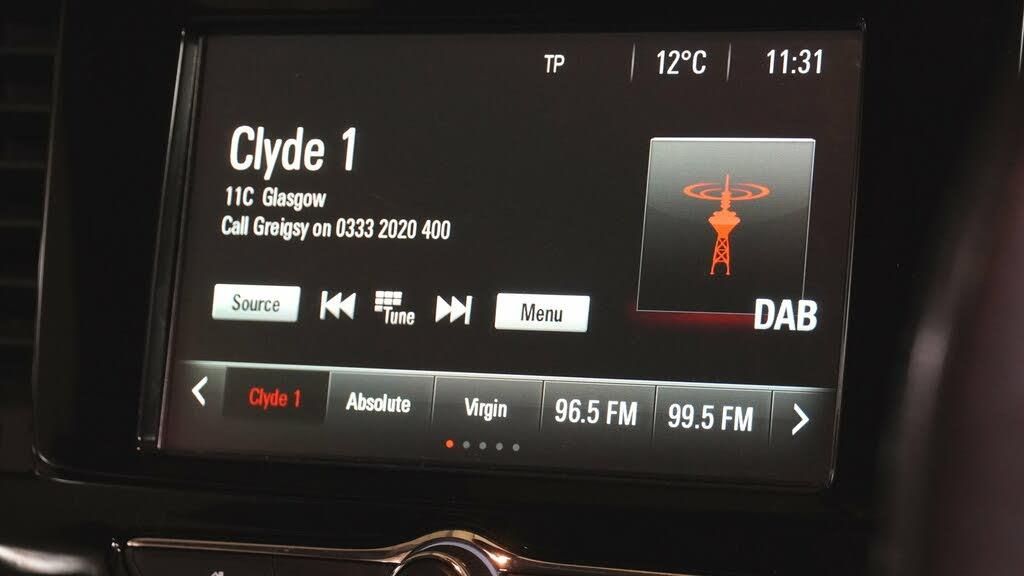 TP
12°C
11:31
Clyde 1
11C Glasgow
Call Greigsy on 0333 2020 400
DAB
Source
Tune
Menu
Clyde 1
Absolute
Virgin
96.5 FM
99.5 FM